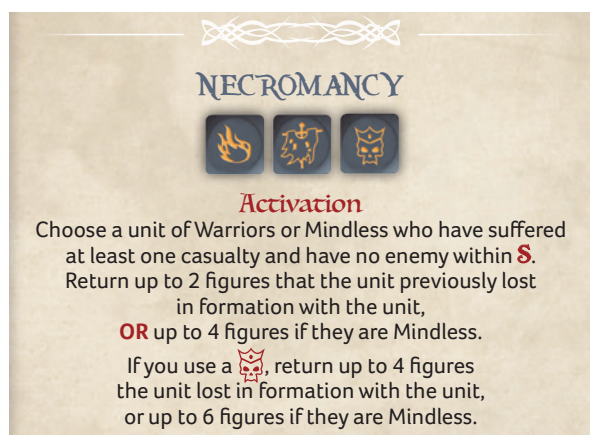 NECROMANCY
Activation
Choose a unit of Warriors or Mindless who have suffered
at least one casualty and have no enemy within S.
Return up to 2 figures that the unit previously lost
in formation with the unit,
OR up to 4 figures if they are Mindless.
If you use a , return up to 4 figures
the unit lost in formation with the unit,
or up to 6 figures if they are Mindless.